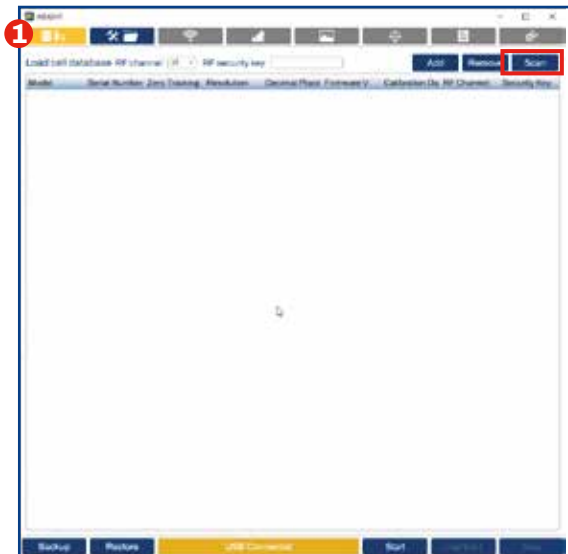 1
Load cell database RF channel RF security key Add Remove Scan
Model Serial Number Zero Tracking Resolution Decimal Place Firmware V Calibration Da RF Channel Security Key
Backup Restore USB Connected Start